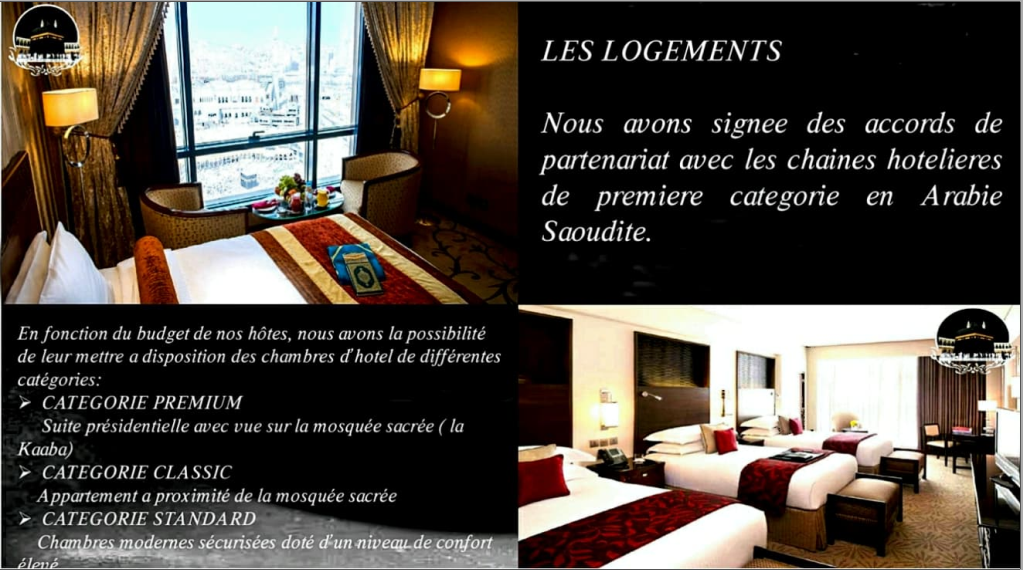 LES LOGEMENTS
Nous avons signee des accords de
partenariat avec les chaines hotelieres
de premiere categorie en Arabie
Saoudite.
En fonction du budget de nos hôtes, nous avons la possibilité
de leur mettre a disposition des chambres d'hotel de différentes
catégories:
➢ CATEGORIE PREMIUM
Suite présidentielle avec vue sur la mosquée sacrée ( la
Kaaba)
➢ CATEGORIE CLASSIC
Appartement a proximité de la mosquée sacrée
➢ CATEGORIE STANDARD
Chambres modernes sécurisées doté d'un niveau de confort
élevé